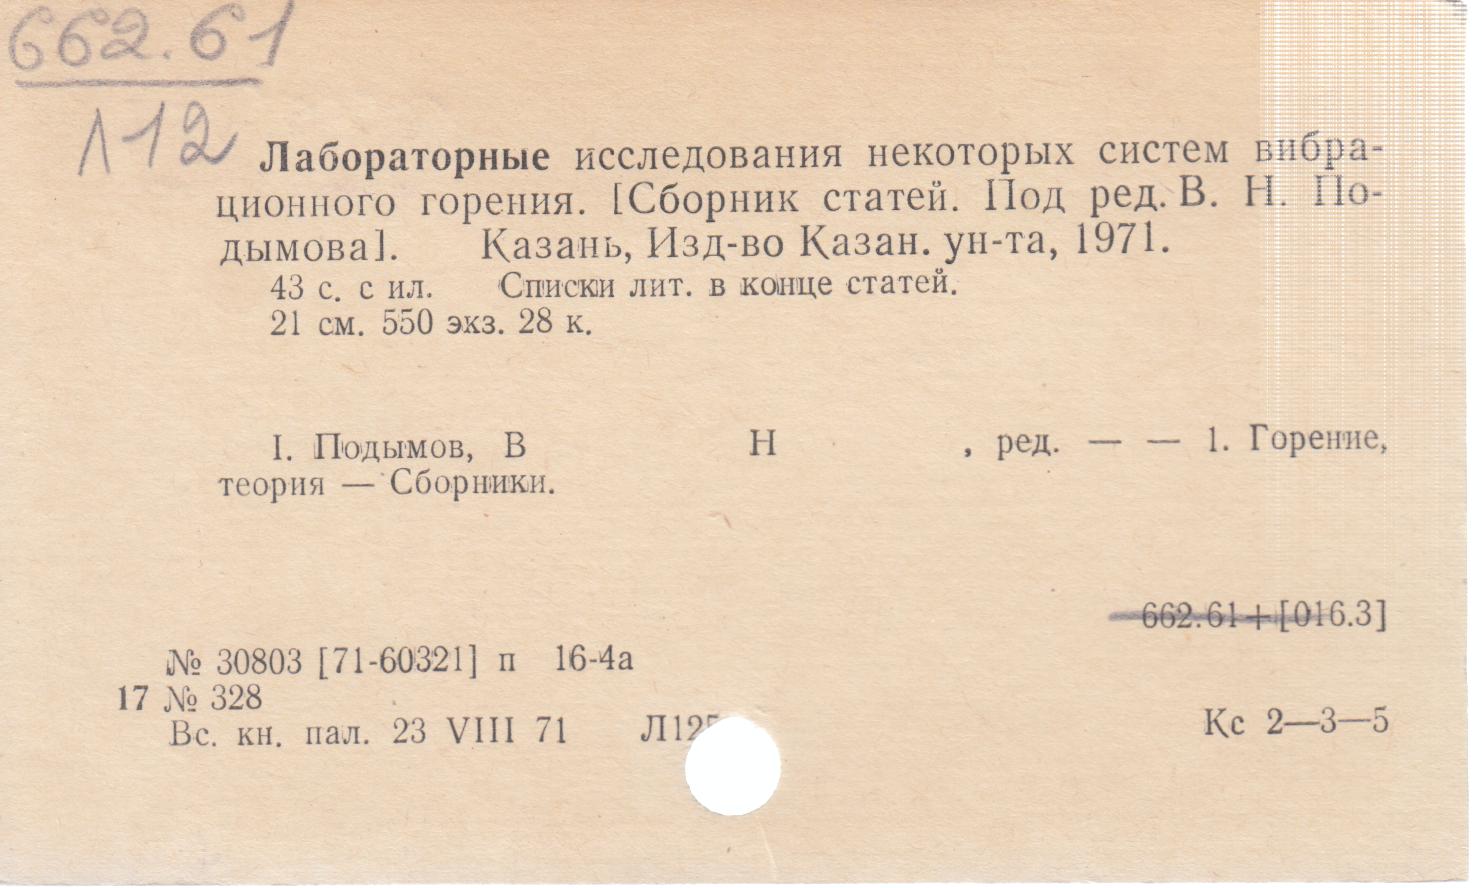 662.61
Л12
Лабораторные исследования некоторых систем вибра-
ционного горения. [Сборник статей. Под ред. В. Н. По-
дымова]. Казань, Изд-во Казан. ун-та, 1971.
43 с. с ил. Списки лит. в конце статей.
21 см. 550 экз. 28 к.
I. Подымов, В Н , ред. — — 1. Горение,
теория — Сборники.
662.61+[016.3]
№ 30803 [71-60321] п 16-4а
17 № 328
Вс. кн. пал. 23 VIII 71 Л125
Кс 2—3—5